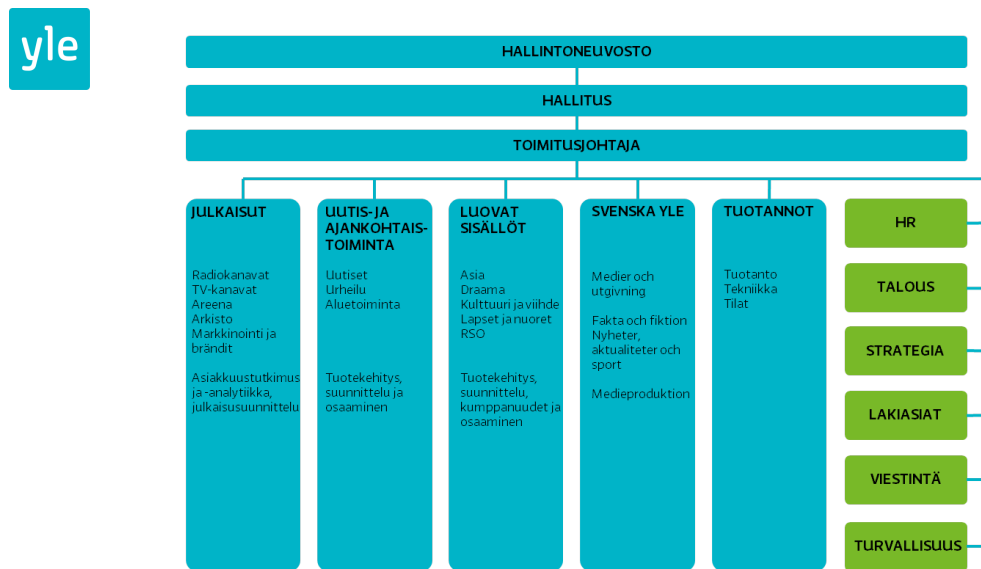 yle
HALLINTONEUVOSTO
HALLITUS
TOIMITUSJOHTAJA
JULKAISUT
Radiokanavat
TV-kanavat
Areena
Arkisto
Markkinointi ja
brändit
Asiakkuustutkimus
ja -analytiikka,
julkaisusuunnittelu
UUTIS- JA
AJANKOHTAIS-
TOIMINTA
Uutiset
Urheilu
Aluetoiminta
Tuotekehitys,
suunnittelu ja
osaaminen
LUOVAT
SISÄLLÖT
Asia
Draama
Kulttuuri ja viihde
Lapset ja nuoret
RSO
Tuotekehitys,
suunnittelu,
kumppanuudet ja
osaaminen
SVENSKA YLE
Medier och
utgivning
Fakta och fiktion
Nyheter,
aktualiteter och
sport
Medieproduktion
TUOTANNOT
Tuotanto
Tekniikka
Tilat
HR
TALOUS
STRATEGIA
LAKIASIAT
VIESTINTÄ
TURVALLISUUS